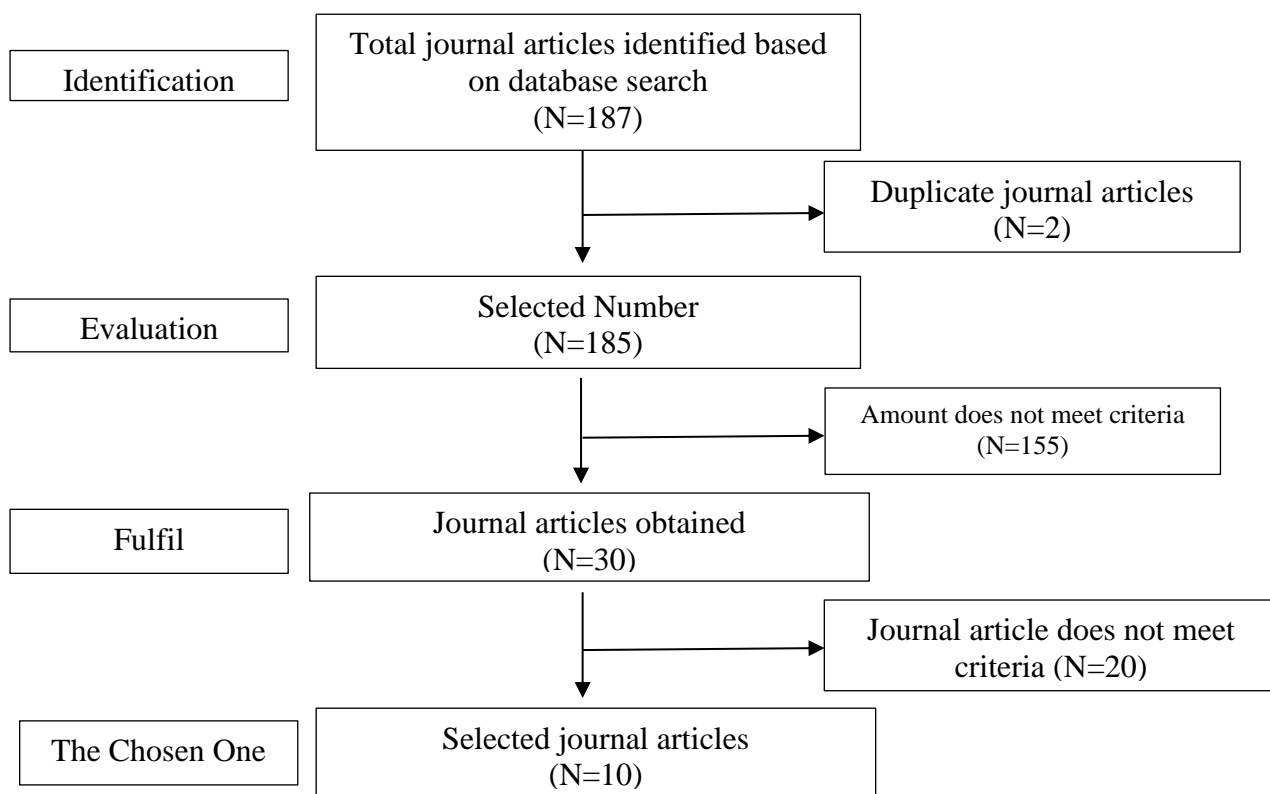 Identification
Total journal articles identified based
on database search
(N=187)
Duplicate journal articles
(N=2)
Evaluation
Selected Number
(N=185)
Amount does not meet criteria
(N=155)
Fulfil
Journal articles obtained
(N=30)
Journal article does not meet
criteria (N=20)
The Chosen One
Selected journal articles
(N=10)